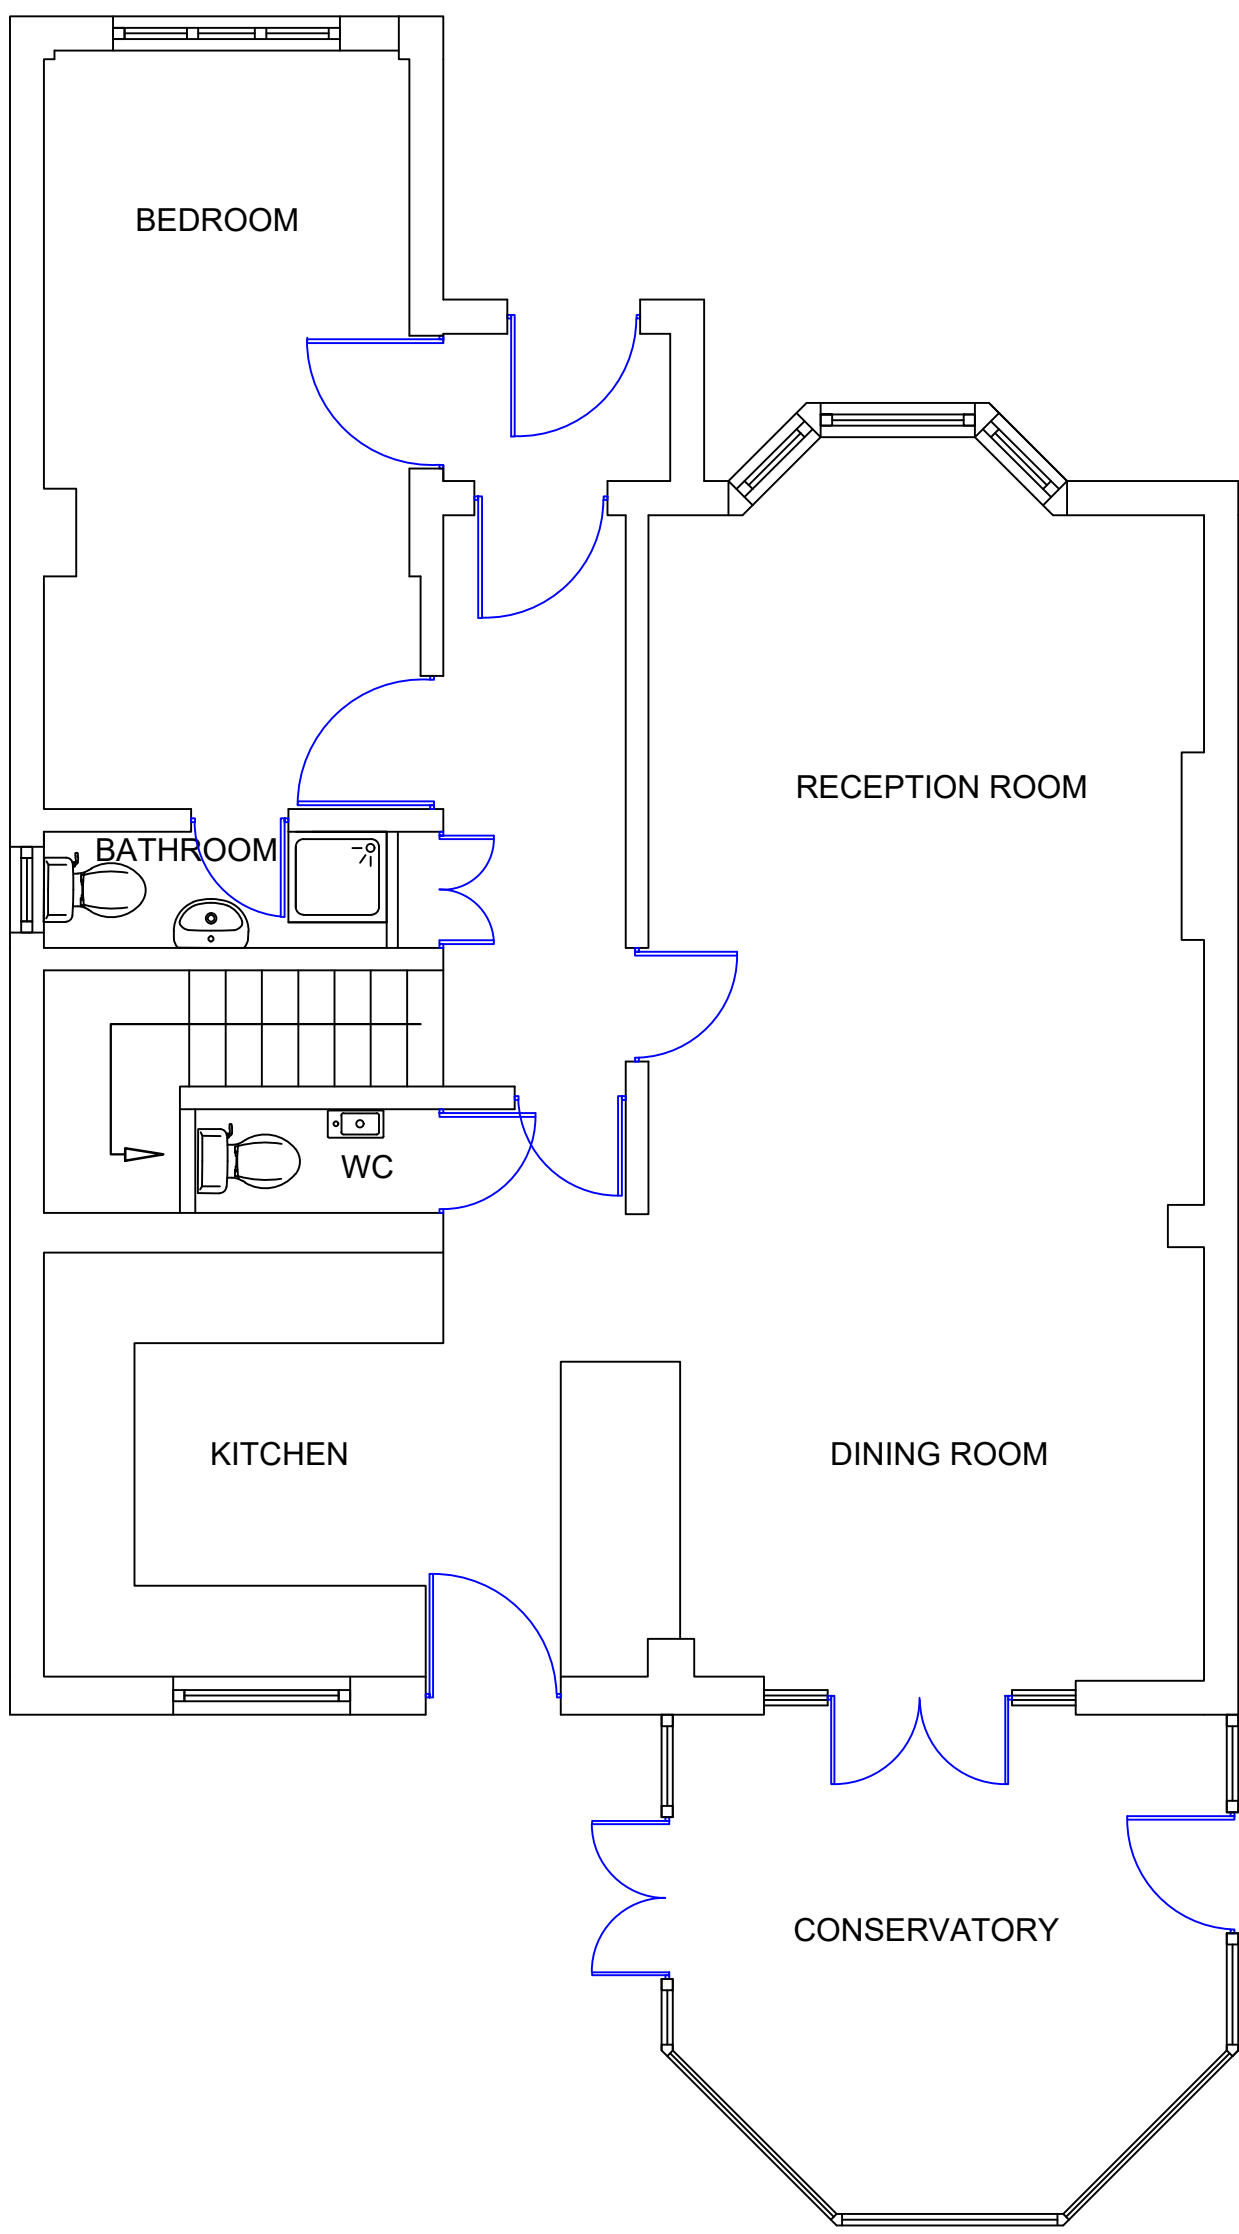 BEDROOM
RECEPTION ROOM
BATHROOM
WC
KITCHEN
DINING ROOM
CONSERVATORY